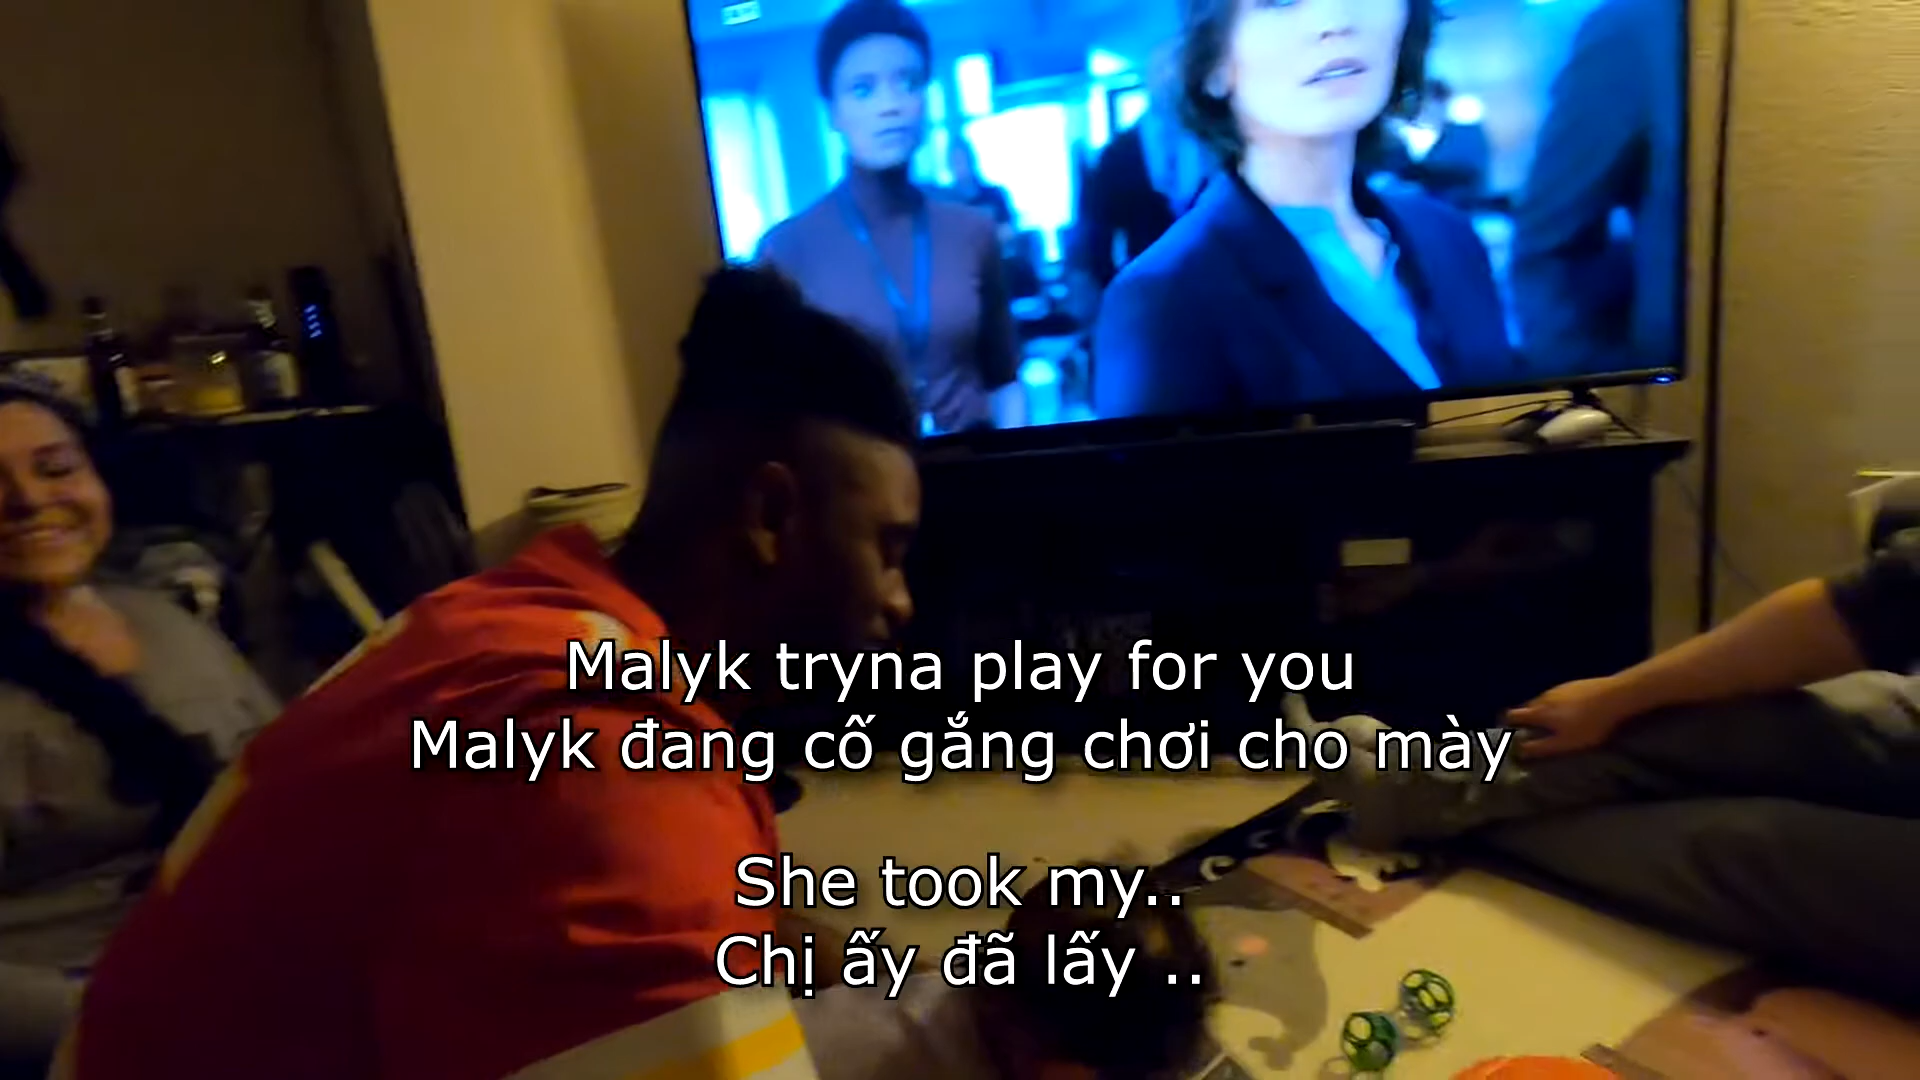 Malyk tryna play for you
Malyk đang cố gắng chơi cho mày
She took my..
Chị ấy đã lấy ..